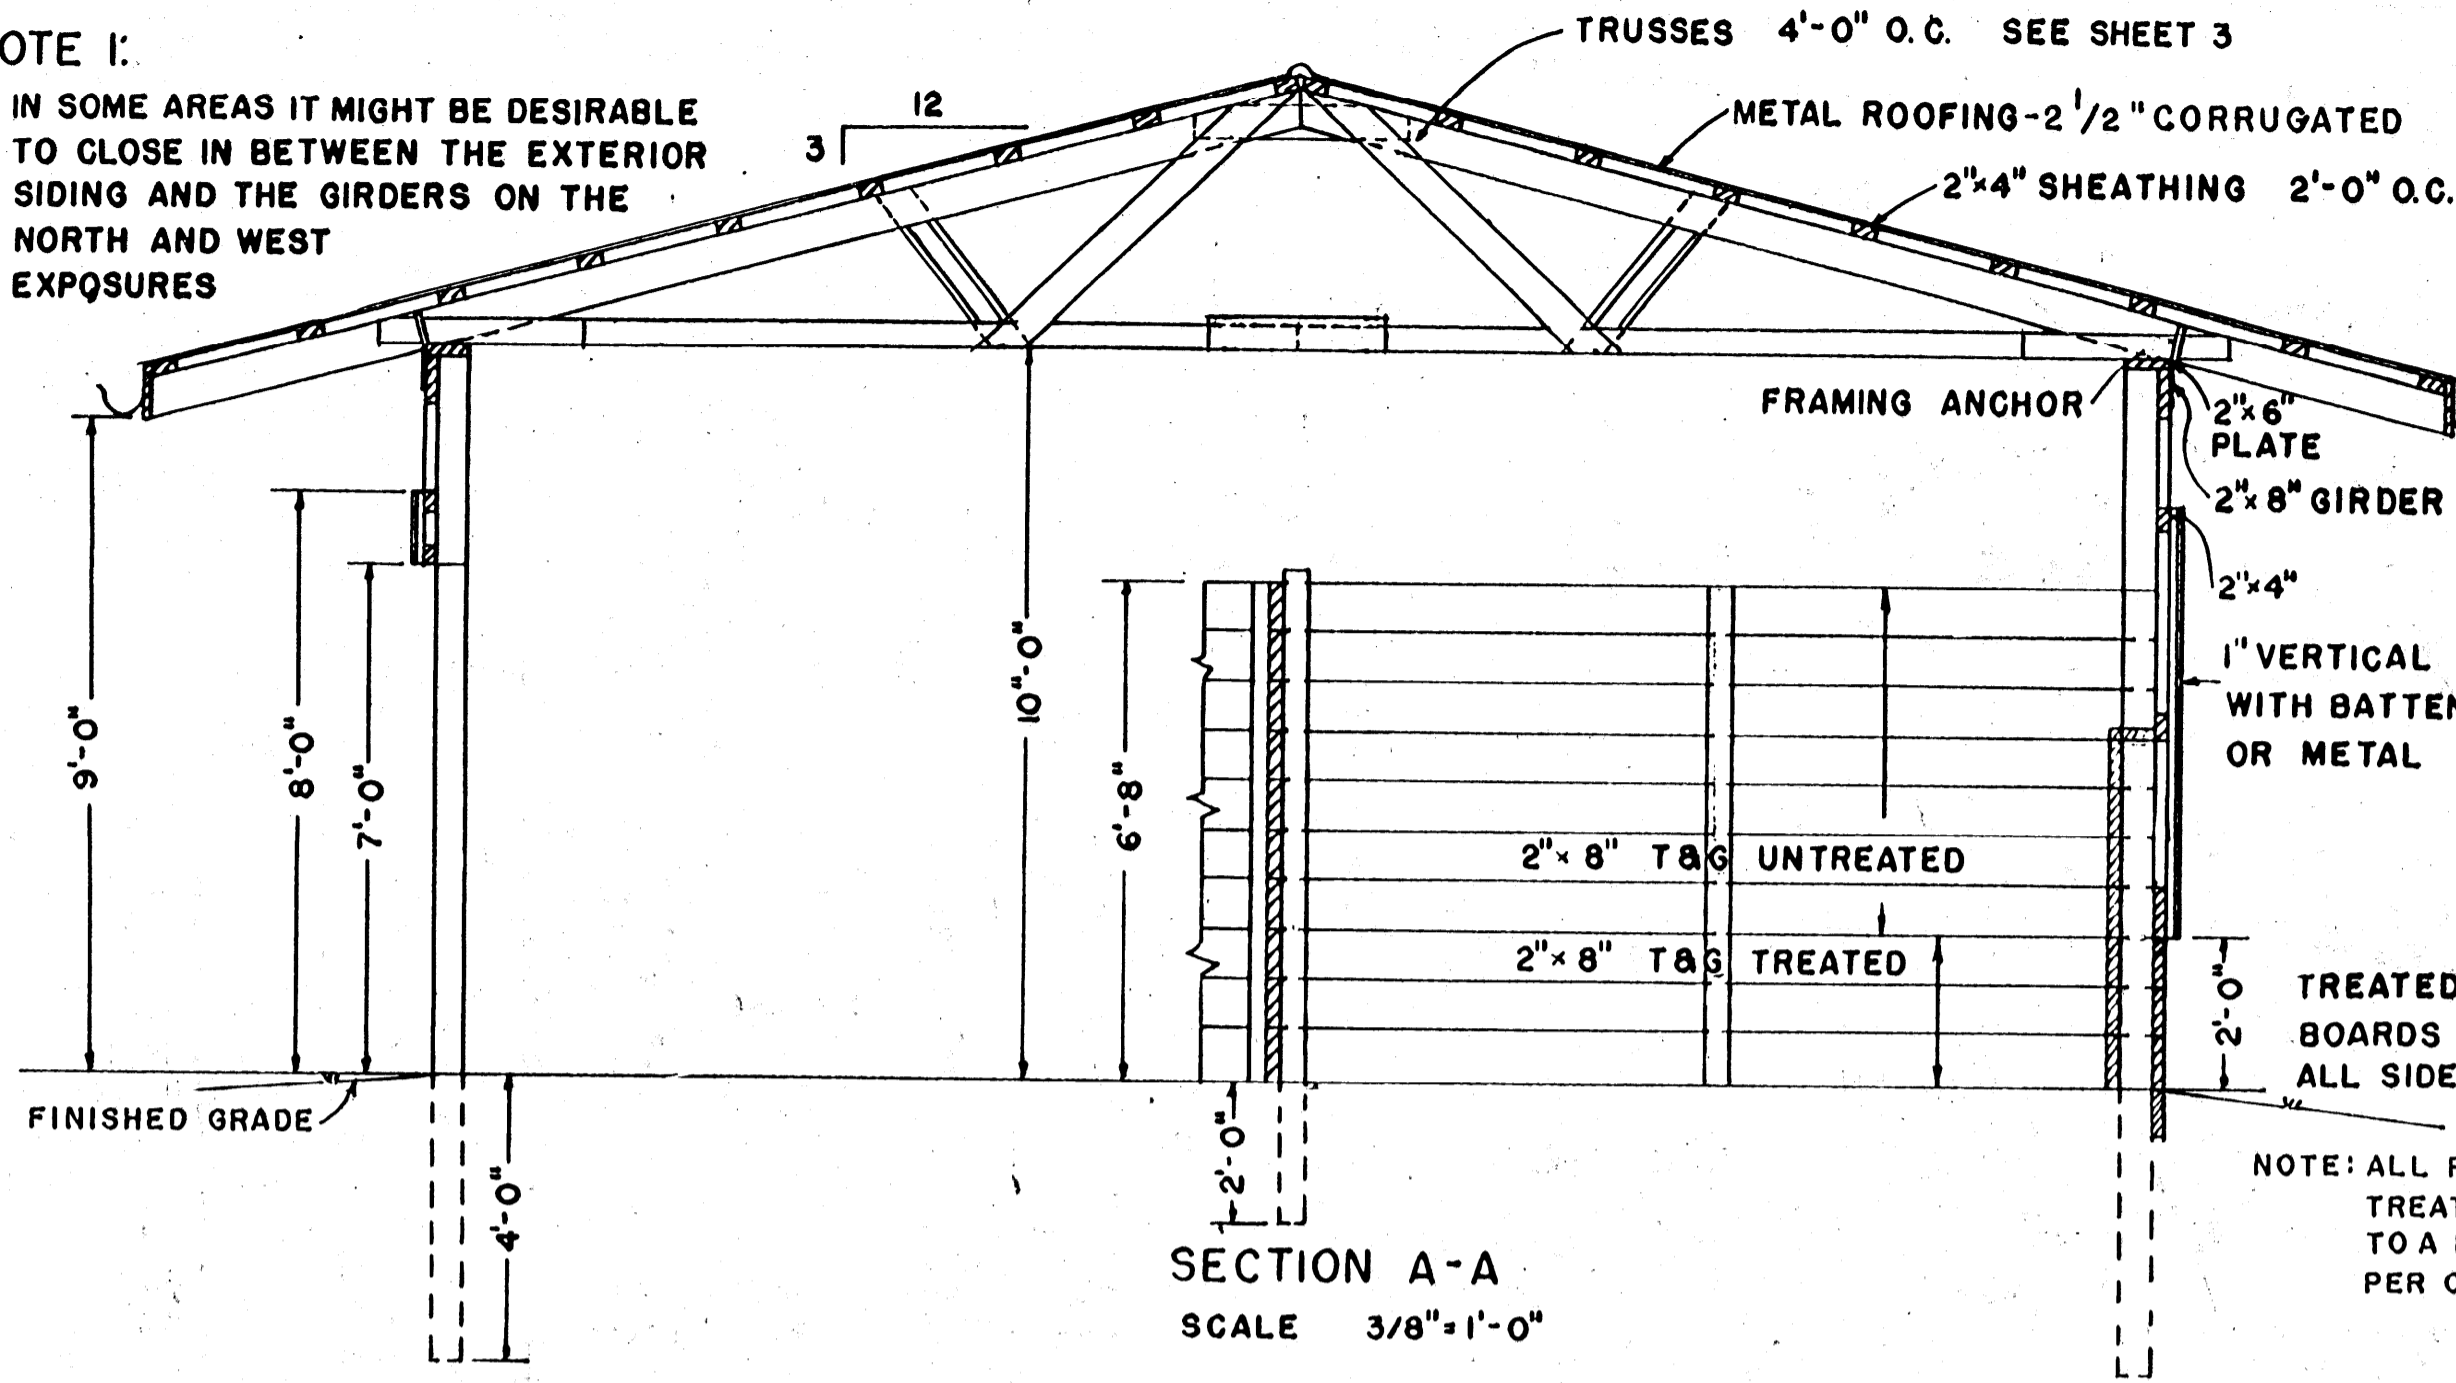 OTE 1:
IN SOME AREAS IT MIGHT BE DESIRABLE
TO CLOSE IN BETWEEN THE EXTERIOR
SIDING AND THE GIRDERS ON THE
NORTH AND WEST
EXPOSURES
12
3
TRUSSES 4'-0" O.C. SEE SHEET 3
METAL ROOFING-2 1/2" CORRUGATED
2"x4" SHEATHING 2'-0" O.C.
FRAMING ANCHOR
2"x6"
PLATE
2"x8" GIRDER
2"x4"
1" VERTICAL
WITH BATTEN
OR METAL
9'-0"
8'-0"
7'-0"
10'-0"
6'-8"
2"x 8" T&G UNTREATED
2"x 8" T&G TREATED
2'-0"
TREATED
BOARDS
ALL SIDE
FINISHED GRADE
4'-0"
2'-0"
NOTE: ALL
TREAT
TO A
PER
SECTION A-A
SCALE 3/8"=1'-0"